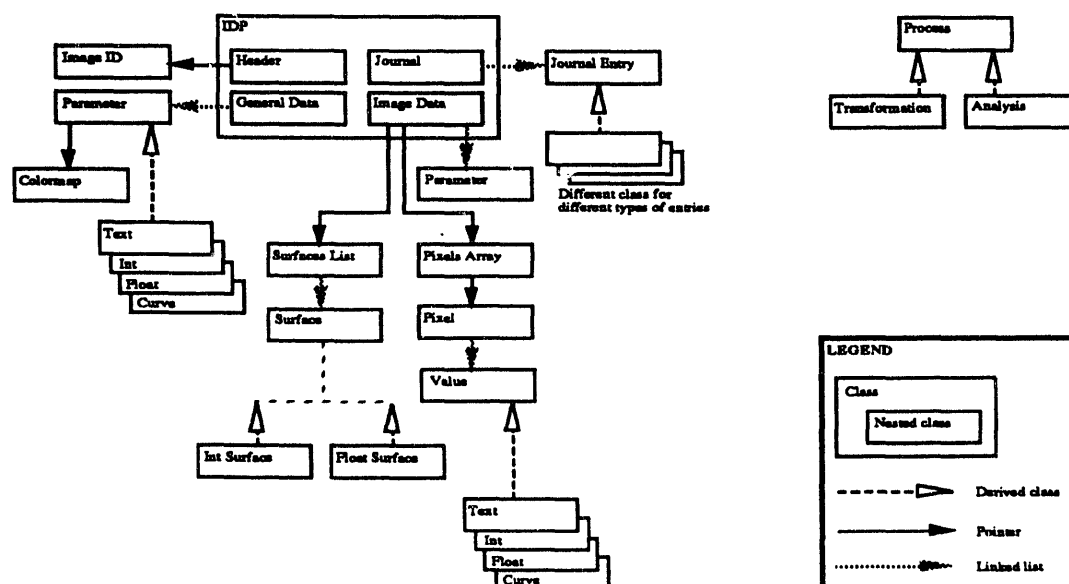 IDP
Process
Image ID
Header
Journal
Journal Entry
Parameter
General Data
Image Data
Transformation
Analysis
Colormap
Parameter
Different class for
different types of entries
Text
Int
Float
Curve
Surfaces List
Pixels Array
Surface
Pixel
Value
Int Surface
Float Surface
Text
Int
Float
Curve
LEGEND
Class
Nested class
Derived class
Pointer
Linked list